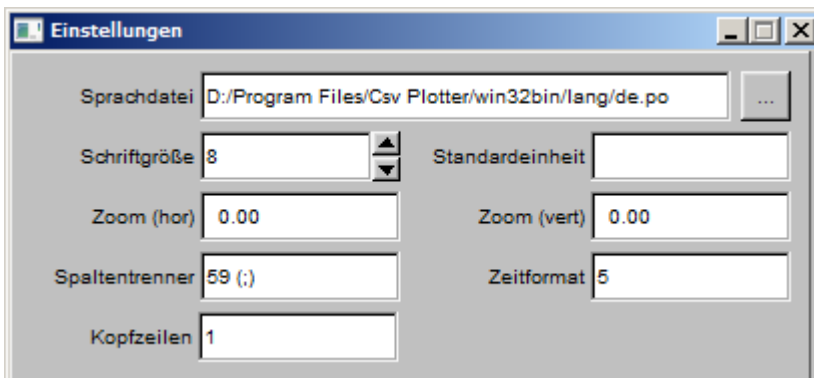 Einstellungen
Sprachdatei D:/Program Files/Csv Plotter/win32bin/lang/de.po ...
Schriftgröße 8 Standardeinheit
Zoom (hor) 0.00 Zoom (vert) 0.00
Spaltentrenner 59 (;) Zeitformat 5
Kopfzeilen 1